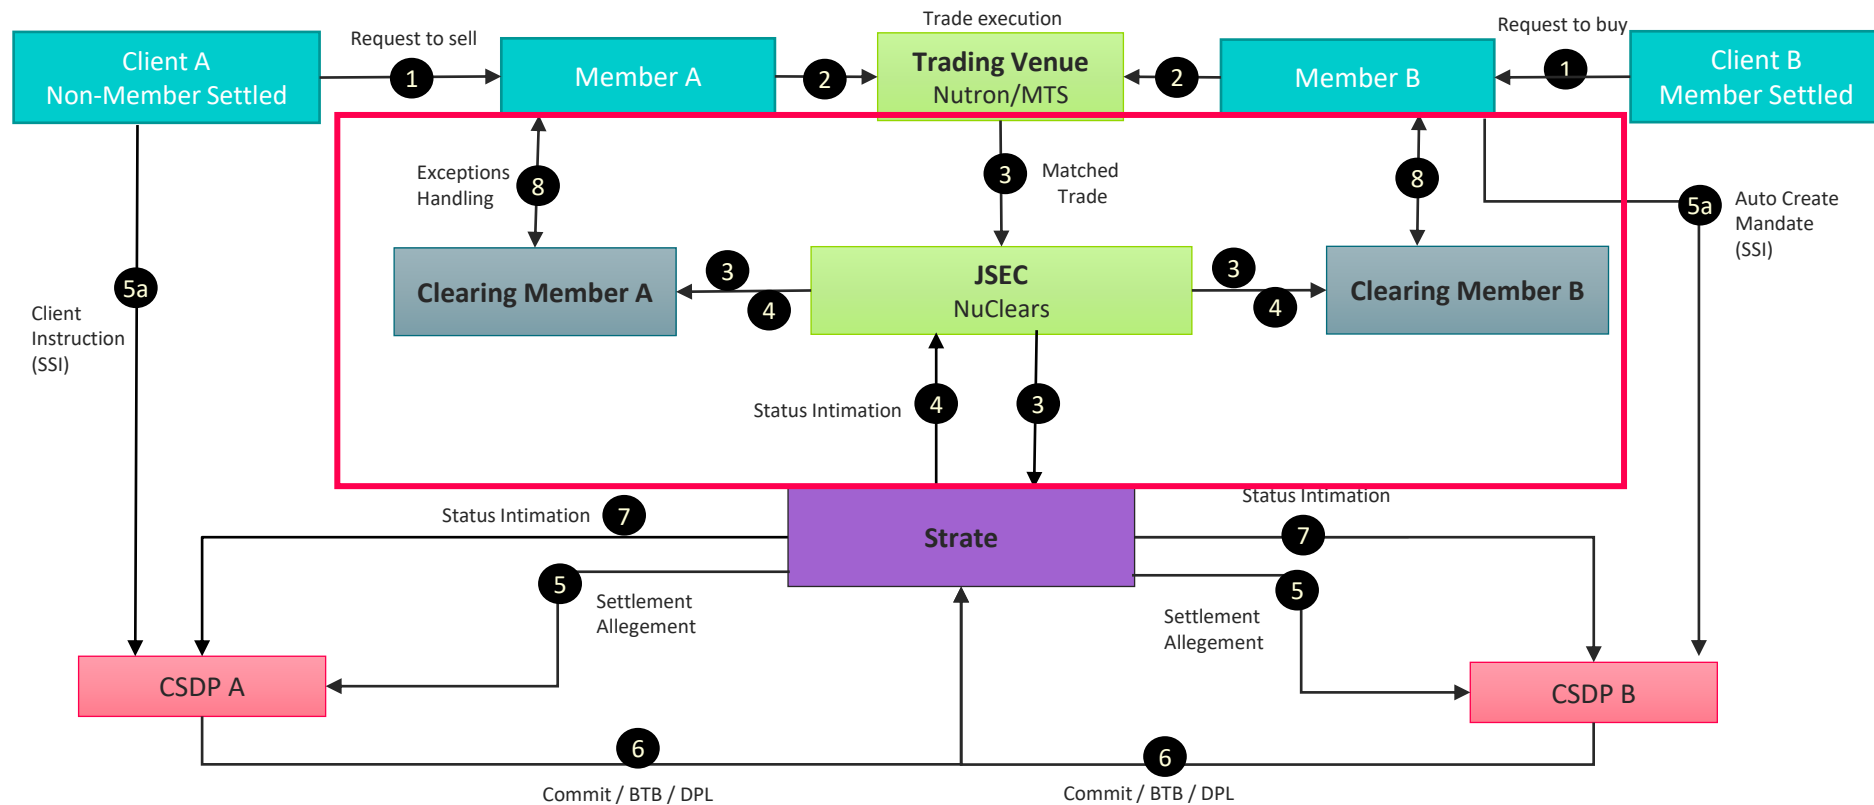 Trade execution
Request to sell
Request to buy
Client A
Non-Member Settled
1
Member A
2
Trading Venue
Nutron/MTS
2
Member B
1
Client B
Member Settled
Exceptions
Handling
8
3
Matched
Trade
8
5a
Auto Create
Mandate
(SSI)
5a
Client
Instruction
(SSI)
Clearing Member A
3
4
JSEC
NuClears
3
4
Clearing Member B
Status Intimation
4
3
Status Intimation
7
Strate
Status Intimation
7
5
Settlement
Allegement
5
Settlement
Allegement
CSDP A
CSDP B
6
Commit / BTB / DPL
6
Commit / BTB / DPL